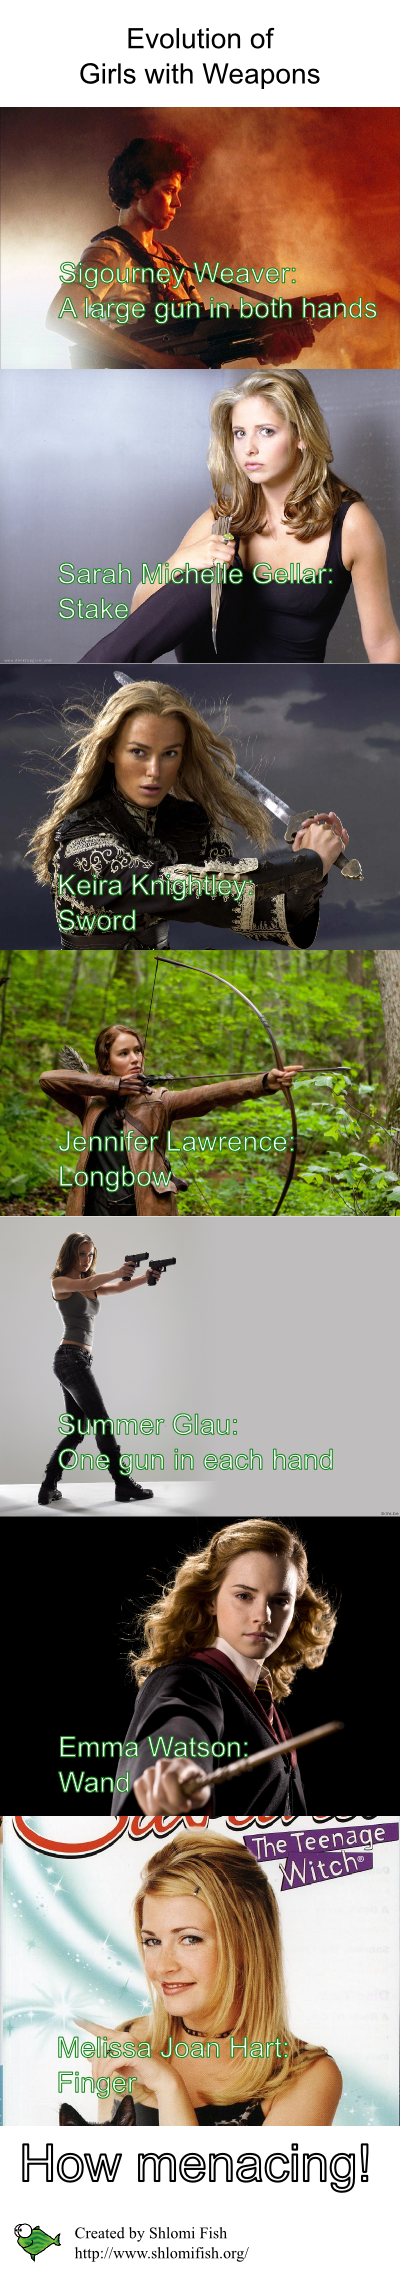 Evolution of
Girls with Weapons
Sigourney Weaver:
A large gun in both hands
Sarah Michelle Gellar:
Stake
Keira Knightley:
Sword
Jennifer Lawrence:
Longbow
Summer Glau:
One gun in each hand
Emma Watson:
Wand
The Teenage
Witch®
Melissa Joan Hart:
Finger
How menacing!
Created by Shlomi Fish
http://www.shlomifish.org/